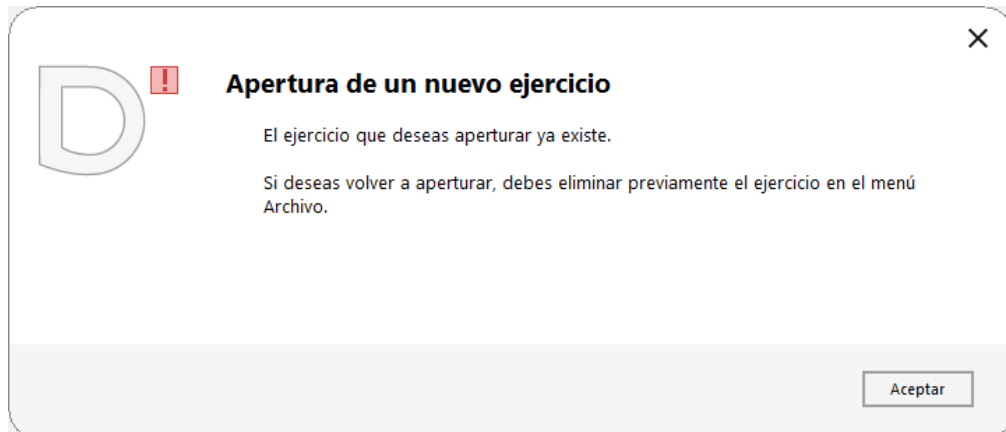 Apertura de un nuevo ejercicio
El ejercicio que deseas aperturar ya existe.
Si deseas volver a aperturar, debes eliminar previamente el ejercicio en el menú
Archivo.
Aceptar